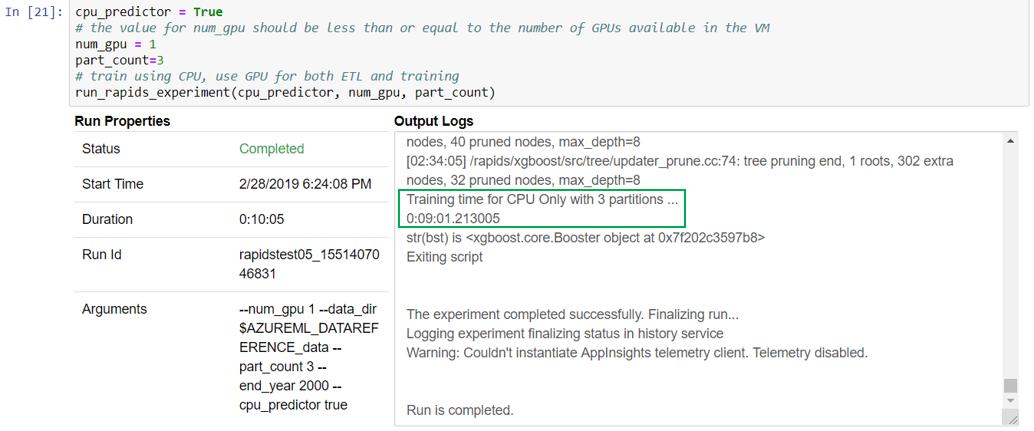 In [21]:
cpu_predictor = True
# the value for num_gpu should be less than or equal to the number of GPUs available in the VM
num_gpu = 1
part_count=3
# train using CPU, use GPU for both ETL and training
run_rapids_experiment(cpu_predictor, num_gpu, part_count)
Run Properties
Status
Completed
Start Time
2/28/2019 6:24:08 PM
Duration
0:10:05
Run Id
rapidstest05_15514070
46831
Arguments
--num_gpu 1 --data_dir
$AZUREML_DATAREF
ERENCE_data --
part_count 3 --
end_year 2000 --
cpu_predictor true
Output Logs
nodes, 40 pruned nodes, max_depth=8
[02:34:05] /rapids/xgboost/src/tree/updater_prune.cc:74: tree pruning end, 1 roots, 302 extra
nodes, 32 pruned nodes, max_depth=8
Training time for CPU Only with 3 partitions ...
0:09:01.213005
str(bst) is <xgboost.core.Booster object at 0x7f202c3597b8>
Exiting script
The experiment completed successfully. Finalizing run...
Logging experiment finalizing status in history service
Warning: Couldn't instantiate AppInsights telemetry client. Telemetry disabled.
Run is completed.